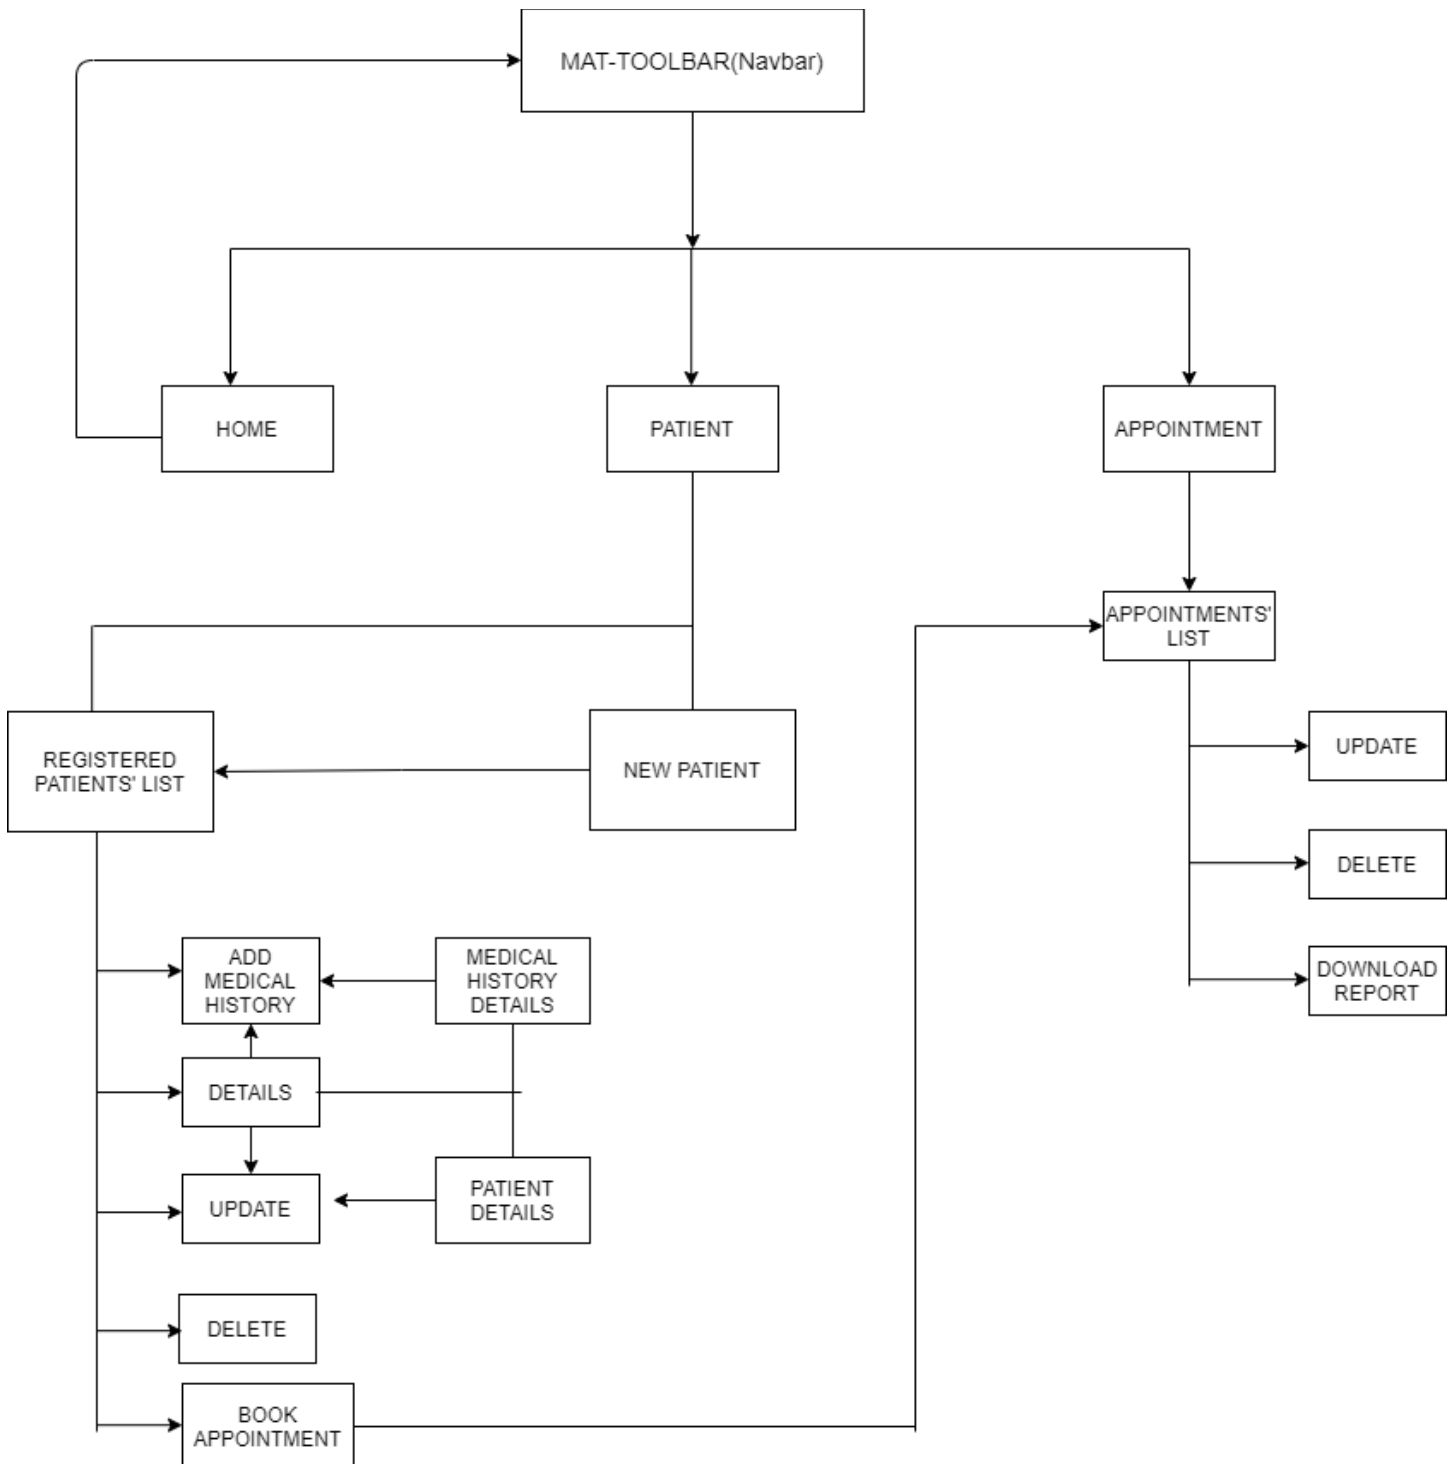 MAT-TOOLBAR(Navbar)
HOME
PATIENT
APPOINTMENT
APPOINTMENTS'
LIST
REGISTERED
PATIENTS' LIST
NEW PATIENT
UPDATE
DELETE
DOWNLOAD
REPORT
ADD
MEDICAL
HISTORY
MEDICAL
HISTORY
DETAILS
DETAILS
UPDATE
PATIENT
DETAILS
DELETE
BOOK
APPOINTMENT